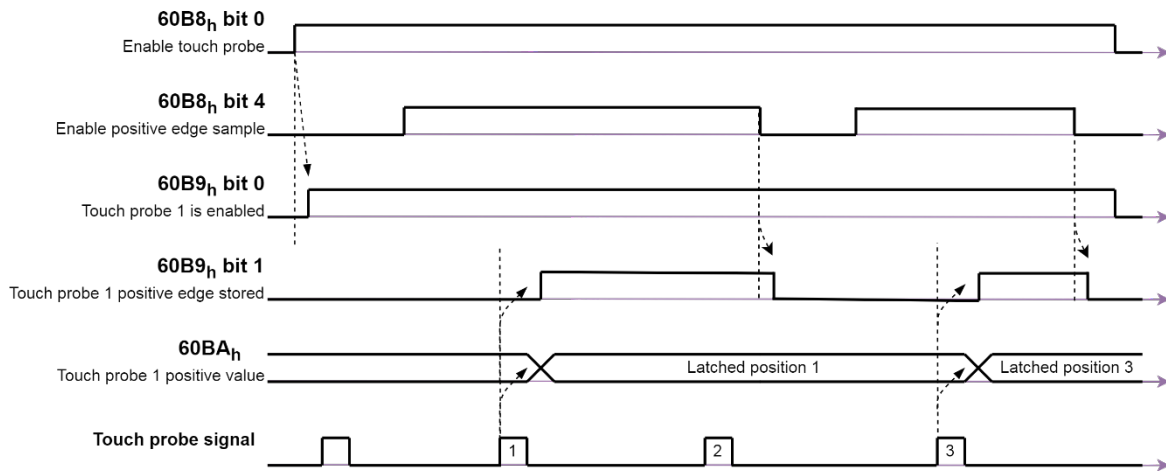 60B8h bit 0
Enable touch probe
60B8h bit 4
Enable positive edge sample
60B9h bit 0
Touch probe 1 is enabled
60B9h bit 1
Touch probe 1 positive edge stored
60BAh
Touch probe 1 positive value
Latched position 1
Latched position 3
Touch probe signal
1
2
3